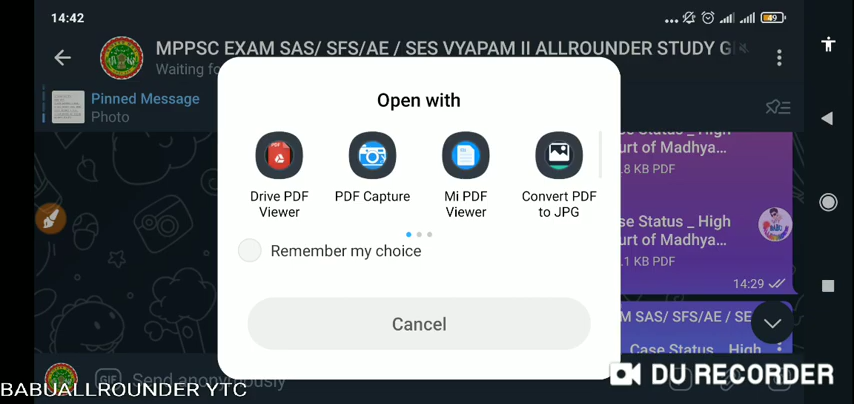 14:42
49
MPPSC EXAM SAS/ SFS/AE / SES VYAPAM II ALLROUNDER STUDY G
Waiting fo
Pinned Message
Photo
Open with
Drive PDF Viewer
PDF Capture
Mi PDF Viewer
Convert PDF to JPG
Remember my choice
Cancel
Case Status _ High
urt of Madhya...
.8 KB PDF
se Status _ High
urt of Madhya...
.1 KB PDF
14:29
M SAS/ SFS/AE / SE
Case Status _ High
GIF
Send anonymously
BABUALLROUNDER YTC
DU RECORDER